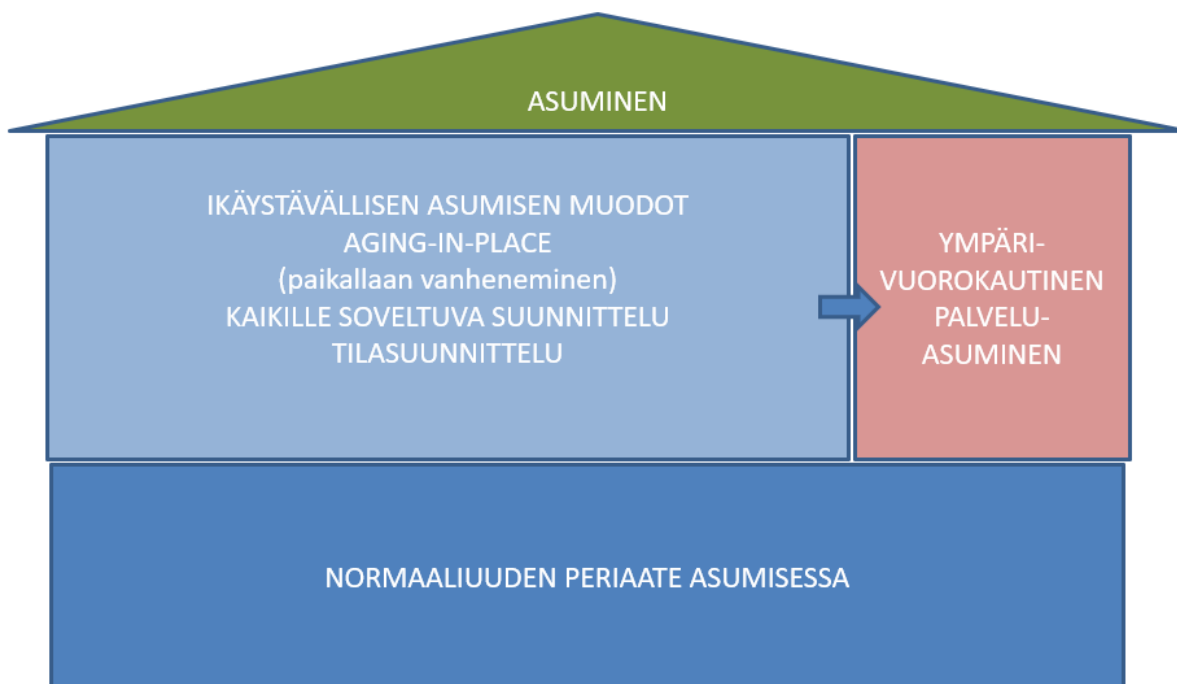 ASUMINEN
IKÄYSTÄVÄLLISEN ASUMISEN MUODOT
AGING-IN-PLACE
(paikallaan vanheneminen)
KAIKILLE SOVELTUVA SUUNNITTELU
TILASUUNNITTELU
YMPÄRI-
VUOROKAUTINEN
PALVELU-
ASUMINEN
NORMAALIUUDEN PERIAATE ASUMISESSA